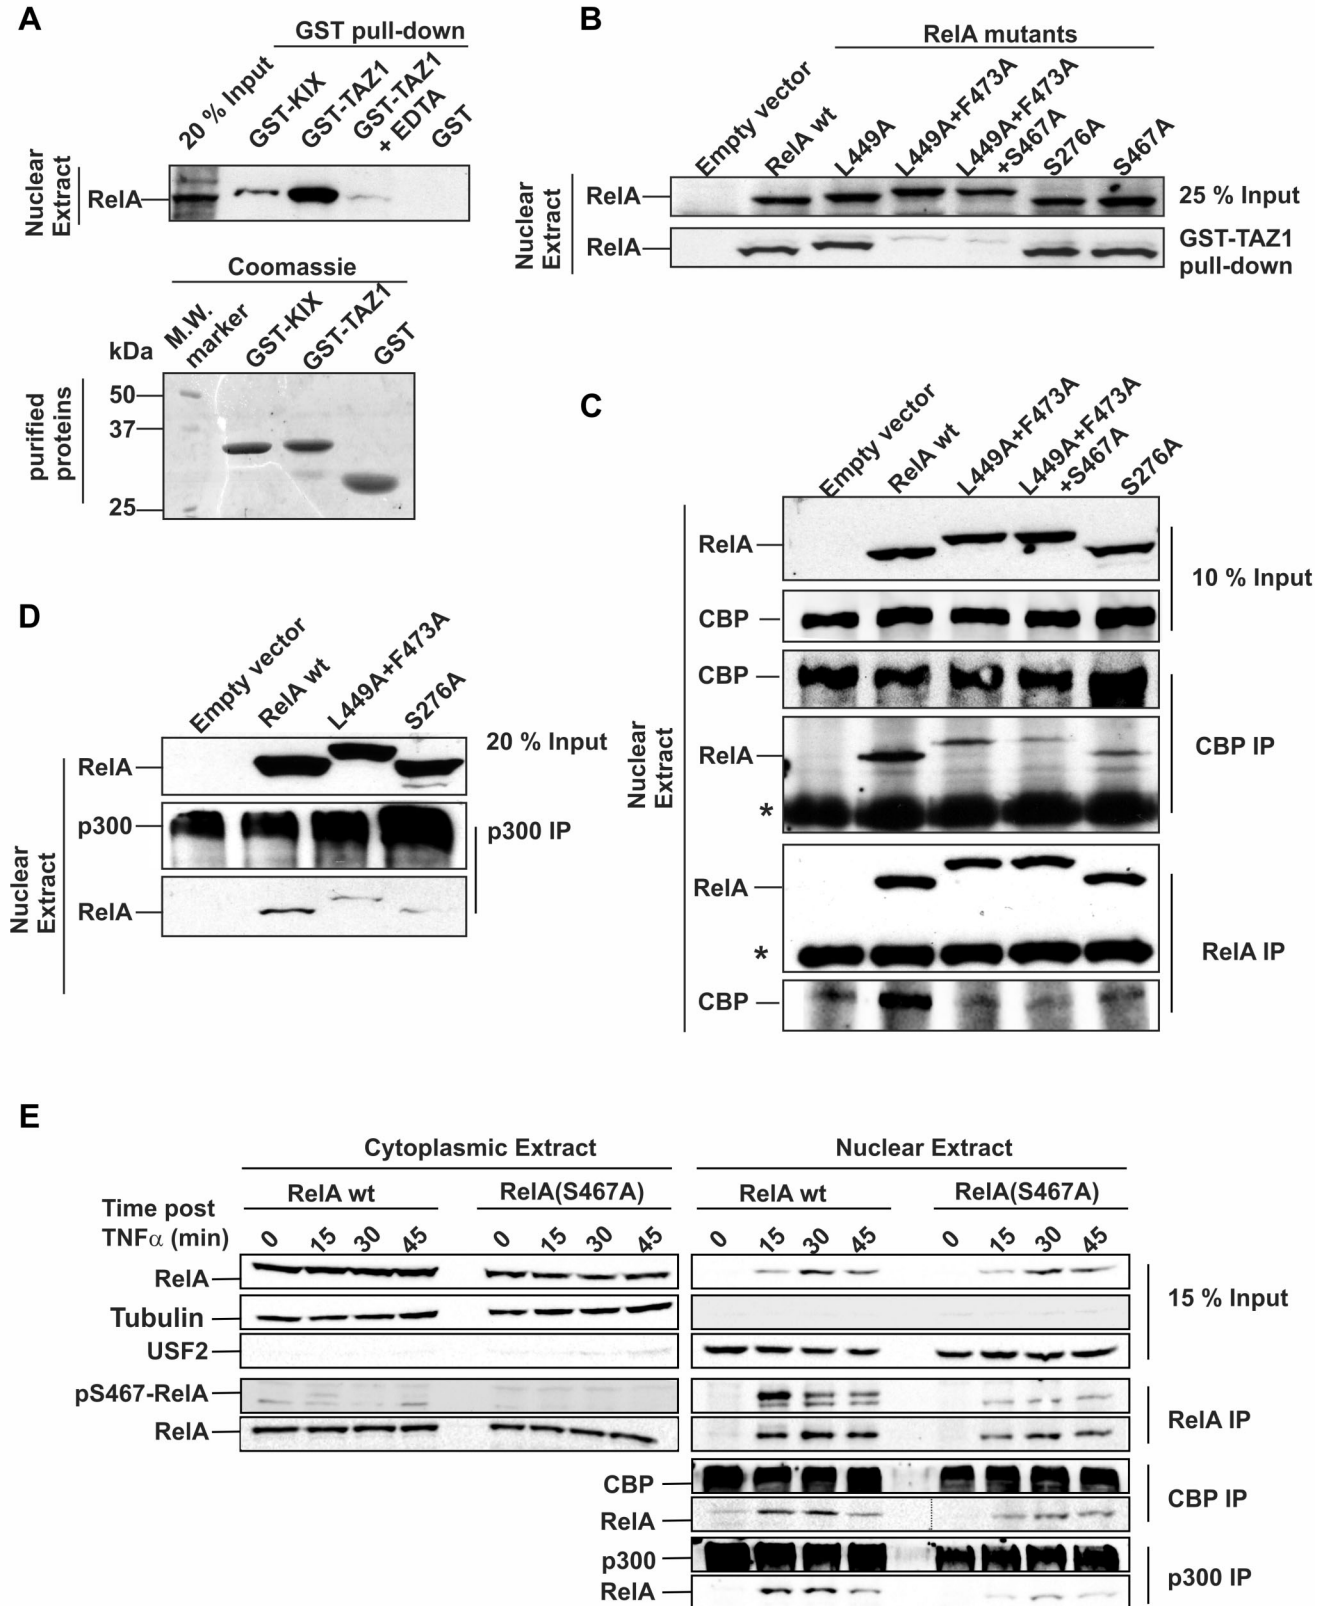 A
GST pull-down
20 % Input
GST-KIX
GST-TAZ1
GST-TAZ1
+ EDTA
GST
Nuclear
Extract
RelA
Coomassie
M.W.
marker
GST-KIX
GST-TAZ1
GST
kDa
50
37
25
purified
proteins
B
RelA mutants
Empty vector
RelA wt
L449A
L449A+F473A
L449A+F473A
+S467A
S276A
S467A
Nuclear
Extract
RelA
25 % Input
RelA
GST-TAZ1
pull-down
C
Empty vector
RelA wt
L449A+F473A
L449A+F473A
+S467A
S276A
Nuclear
Extract
RelA
10 % Input
CBP
CBP
CBP IP
RelA
*
RelA
*
RelA IP
CBP
D
Empty vector
RelA wt
L449A+F473A
S276A
Nuclear
Extract
RelA
20 % Input
p300
p300 IP
RelA
E
Cytoplasmic Extract
Nuclear Extract
RelA wt
RelA(S467A)
RelA wt
RelA(S467A)
Time post
TNFα (min)
0 15 30 45 0 15 30 45 0 15 30 45 0 15 30 45
RelA
Tubulin
15 % Input
USF2
pS467-RelA
RelA IP
RelA
CBP
CBP IP
RelA
p300
p300 IP
RelA